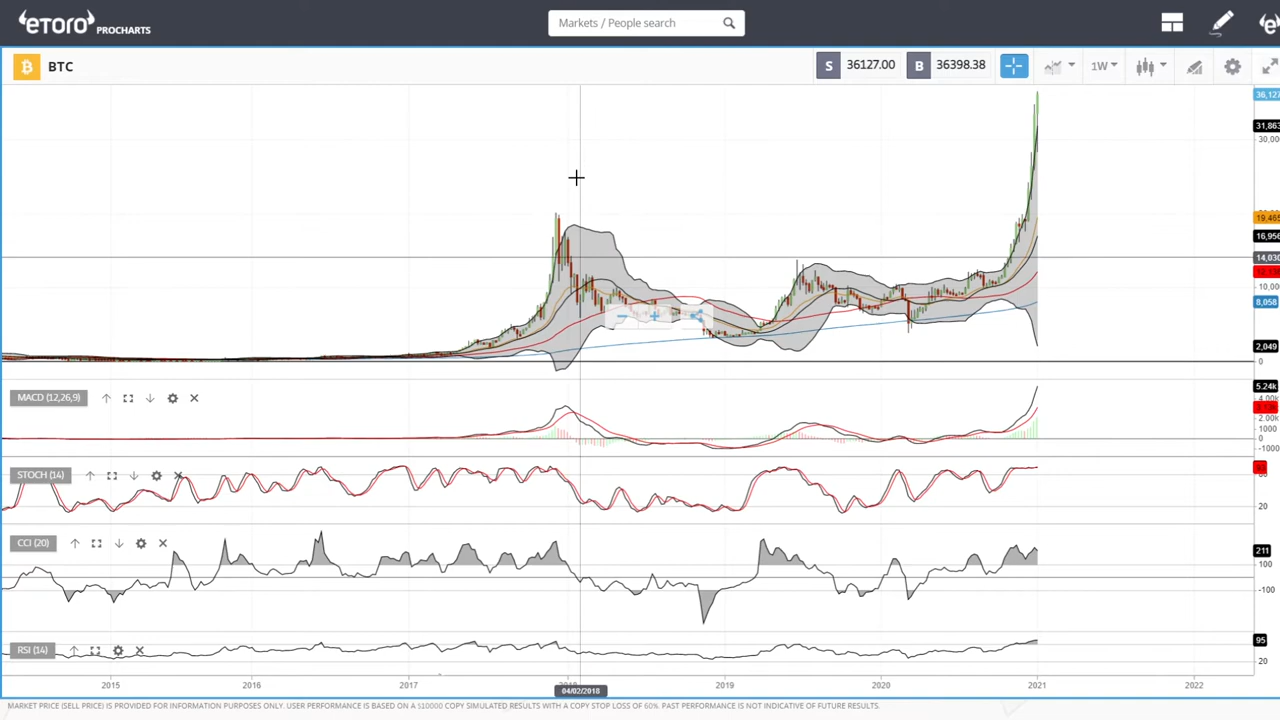 eTORO PROCHARTS
Markets / People search
BTC
S 36127.00 B 36398.38
1W
36,127
31,863
30,000
19,465
16,956
14,030
10,000
8,058
2,049
0
MACD (12,26,9)
5.24k
4.00k
2.00k
1000
0
-1000
STOCH (14)
20
CCI (20)
211
100
-100
RSI (14)
95
20
2015 2016 2017 2018 2019 2020 2021 2022
04/02/2018
MARKET PRICE (SELL PRICE) IS PROVIDED FOR INFORMATION PURPOSES ONLY. USER PERFORMANCE IS BASED ON A $10000 COPY SIMULATED RESULTS WITH A COPY STOP LOSS OF 60%. PAST PERFORMANCE IS NOT INDICATIVE OF FUTURE RESULTS.